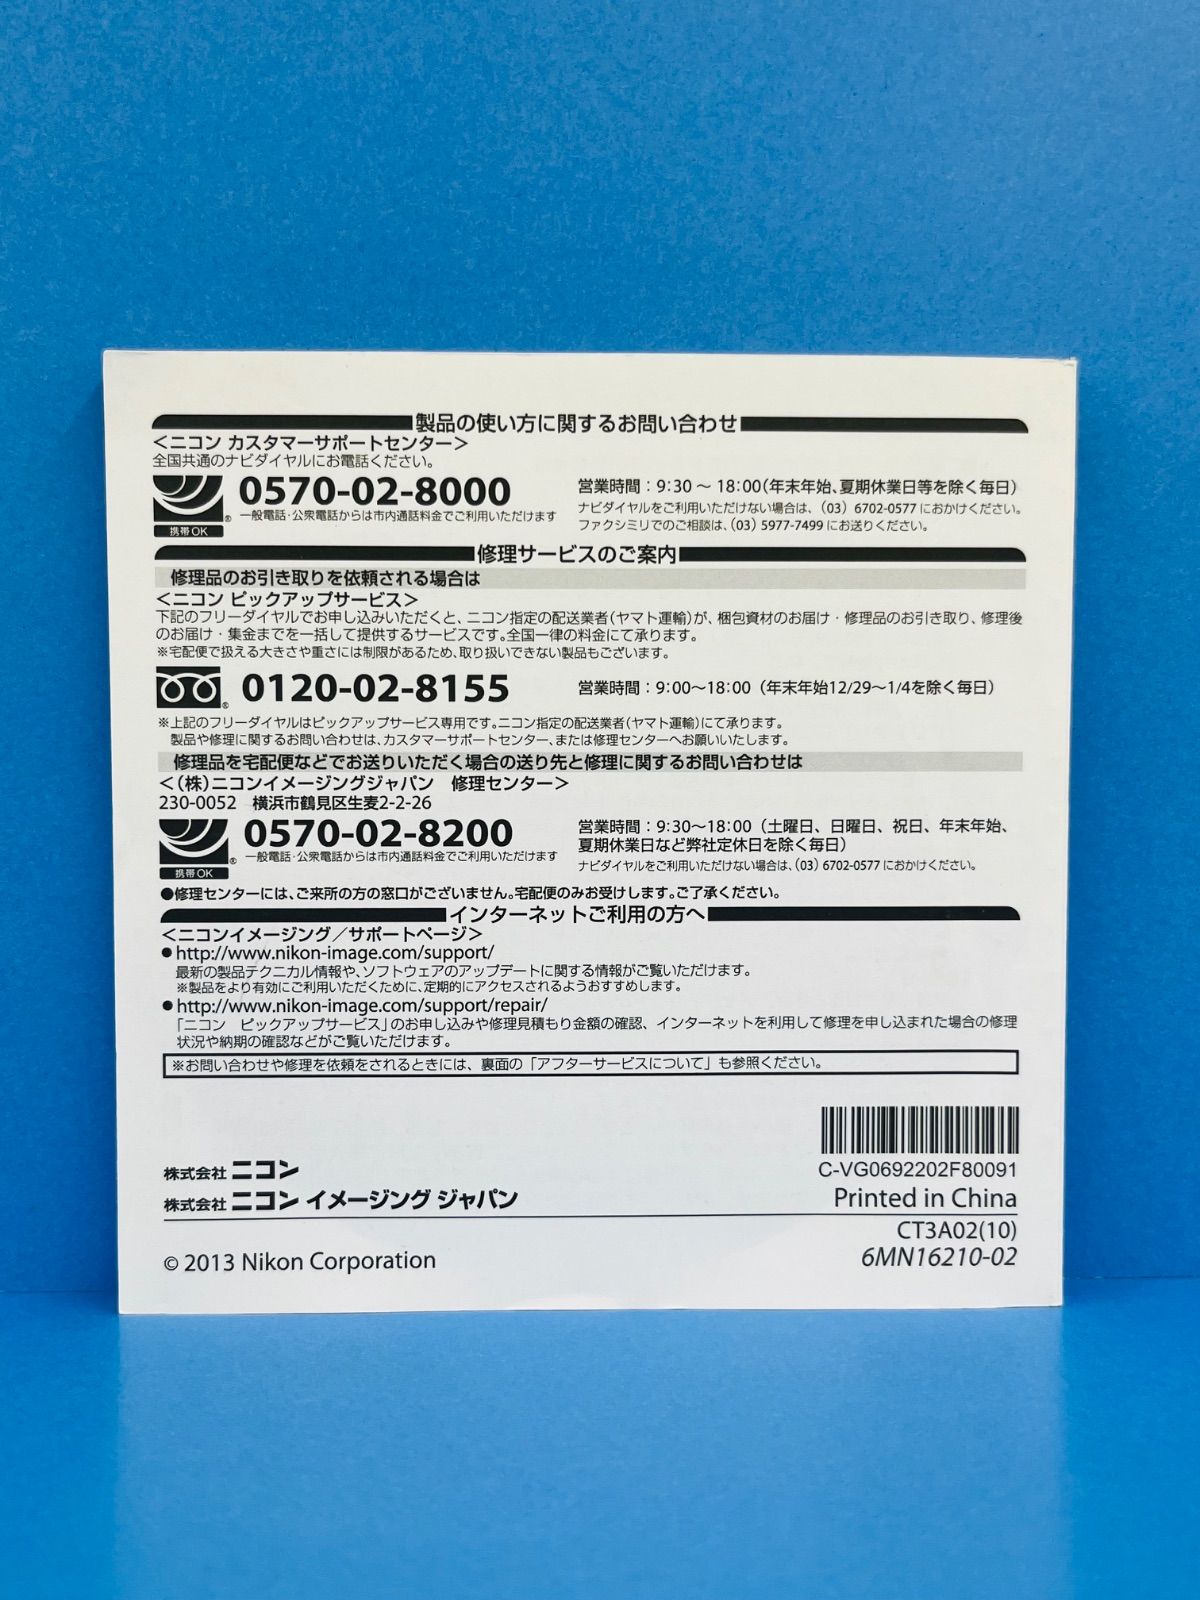 製品の使い方に関するお問い合わせ
<ニコン カスタマーサポートセンター>
全国共通のナビダイヤルにお電話ください。
0570-02-8000
営業時間：9:30 ～ 18:00(年末年始、夏期休業日等を除く毎日)
一般電話・公衆電話からは市内通話料金でご利用いただけます
ナビダイヤルをご利用いただけない場合は、(03) 6702-0577 におかけください。
ファクシミリでのご相談は、(03) 5977-7499 にお送りください。
携帯OK
修理サービスのご案内
修理品のお引き取りを依頼される場合は
<ニコン ピックアップサービス>
下記のフリーダイヤルでお申し込みいただくと、ニコン指定の配送業者(ヤマト運輸)が、梱包資材のお届け・修理品のお引き取り、修理後
のお届け・集金までを一括して提供するサービスです。全国一律の料金にて承ります。
※宅配便で扱える大きさや重さには制限があるため、取り扱いできない製品もございます。
0120-02-8155
営業時間：9:00～18:00（年末年始12/29～1/4を除く毎日）
※上記のフリーダイヤルはピックアップサービス専用です。ニコン指定の配送業者(ヤマト運輸)にて承ります。
製品や修理に関するお問い合わせは、カスタマーサポートセンター、または修理センターへお願いいたします。
修理品を宅配便などでお送りいただく場合の送り先と修理に関するお問い合わせは
<(株)ニコンイメージングジャパン　修理センター>
230-0052　横浜市鶴見区生麦2-2-26
0570-02-8200
営業時間：9:30～18:00（土曜日、日曜日、祝日、年末年始、
夏期休業日など弊社定休日を除く毎日）
一般電話・公衆電話からは市内通話料金でご利用いただけます
ナビダイヤルをご利用いただけない場合は、(03) 6702-0577 におかけください。
携帯OK
●修理センターには、ご来所の方の窓口がございません。宅配便のみお受けします。ご了承ください。
インターネットご利用の方へ
<ニコンイメージング／サポートページ>
●http://www.nikon-image.com/support/
最新の製品テクニカル情報や、ソフトウェアのアップデートに関する情報がご覧いただけます。
※製品をより有効にご利用いただくために、定期的にアクセスされるようおすすめします。
●http://www.nikon-image.com/support/repair/
「ニコン　ピックアップサービス」のお申し込みや修理見積もり金額の確認、インターネットを利用して修理を申し込まれた場合の修理
状況や納期の確認などがご覧いただけます。
※お問い合わせや修理を依頼をされるときには、裏面の「アフターサービスについて」も参照ください。
株式会社 ニコン
株式会社 ニコン イメージング ジャパン
C-VG0692202F80091
Printed in China
CT3A02(10)
6MN16210-02
© 2013 Nikon Corporation